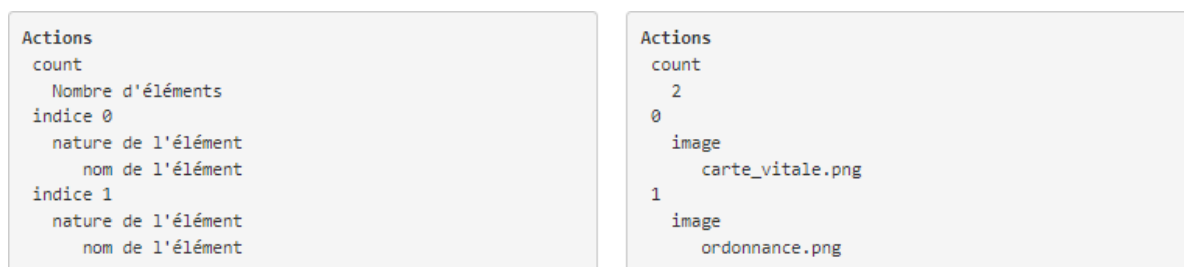 Actions
count
Nombre d'éléments
indice 0
nature de l'élément
nom de l'élément
indice 1
nature de l'élément
nom de l'élément
Actions
count
2
0
image
carte_vitale.png
1
image
ordonnance.png